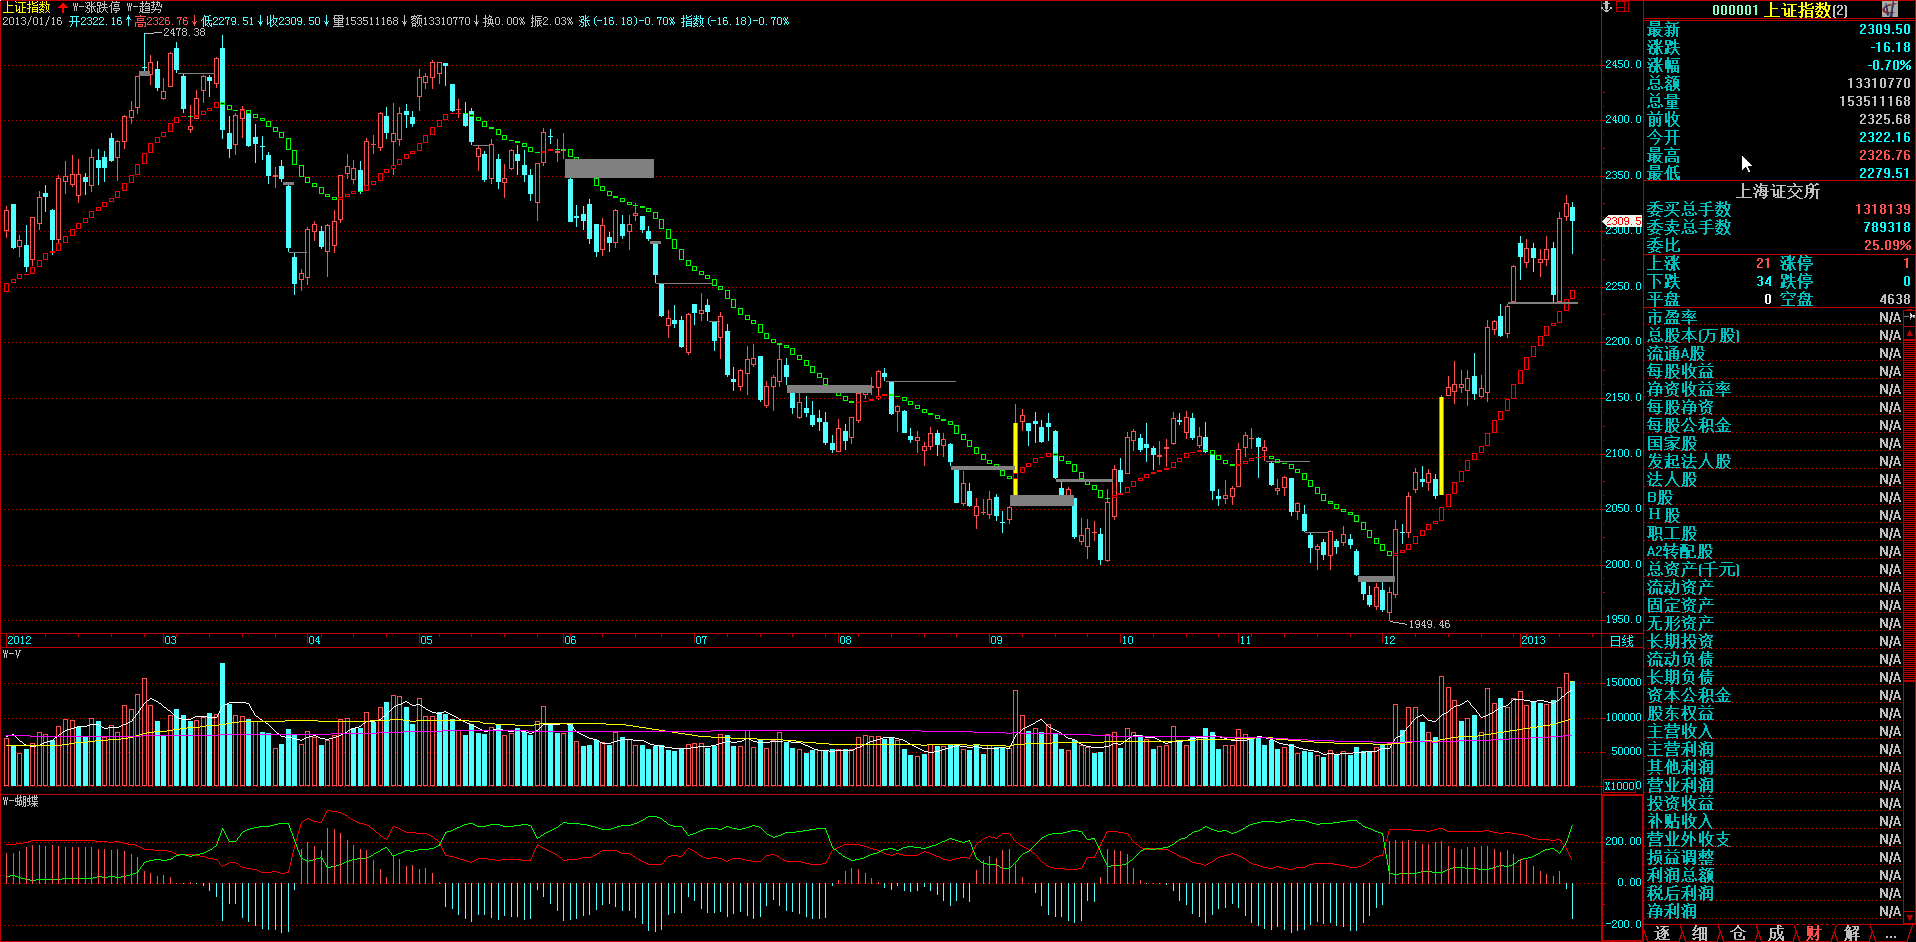 上证指数 W-涨跌停 W-趋势
2013/01/16 开2322.16↑高2326.76↓低2279.51↓收2309.50↓量153511168↓额13310770↓换0.00% 振2.03% 涨(-16.18)-0.70% 指数(-16.18)-0.70%
2478.38
2450.0
2400.0
2350.0
2309.5
2300.0
2250.0
2200.0
2150.0
2100.0
2050.0
2000.0
1950.0
1949.46
2012 03 04 05 06 07 08 09 10 11 12 2013 日线
W-V
150000
100000
50000
X10000
W-蝴蝶
200.00
0.00
-200.0
000001 上证指数(2)
最新 2309.50
涨跌 -16.18
涨幅 -0.70%
总额 13310770
总量 153511168
前收 2325.68
今开 2322.16
最高 2326.76
最低 2279.51
上海证交所
委买总手数 1318139
委卖总手数 789318
委比 25.09%
上涨 21 涨停 1
下跌 34 跌停 0
平盘 0 空盘 4638
市盈率 N/A
总股本(万股) N/A
流通A股 N/A
每股收益 N/A
净资收益率 N/A
每股净资 N/A
每股公积金 N/A
国家股 N/A
发起法人股 N/A
法人股 N/A
B股 N/A
H股 N/A
职工股 N/A
A2转配股 N/A
总资产(千元) N/A
流动资产 N/A
固定资产 N/A
无形资产 N/A
长期投资 N/A
流动负债 N/A
长期负债 N/A
资本公积金 N/A
股东权益 N/A
主营收入 N/A
主营利润 N/A
其他利润 N/A
营业利润 N/A
投资收益 N/A
补贴收入 N/A
营业外收支 N/A
损益调整 N/A
利润总额 N/A
税后利润 N/A
净利润 N/A
逐 细 仓 成 财 解 ...